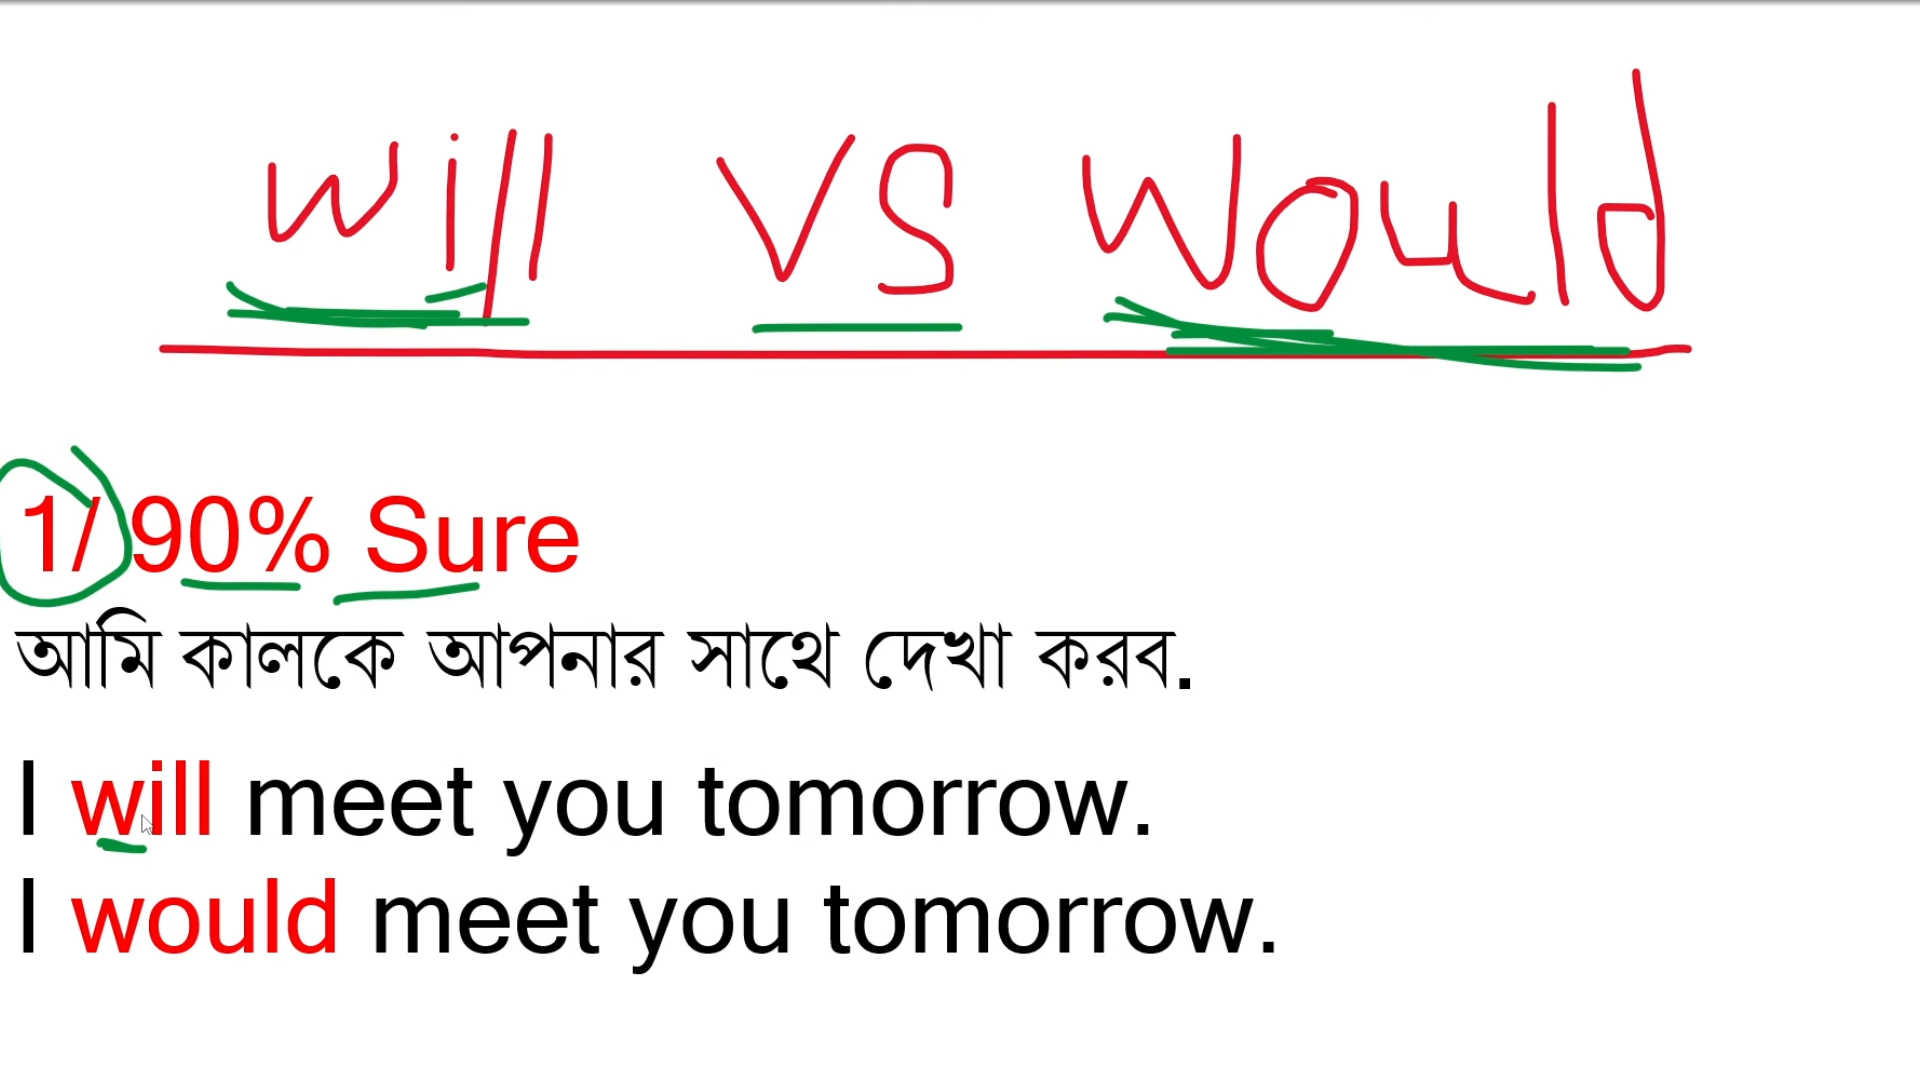 will vs would
1/ 90% Sure
আমি কালকে আপনার সাথে দেখা করব.
I will meet you tomorrow.
I would meet you tomorrow.